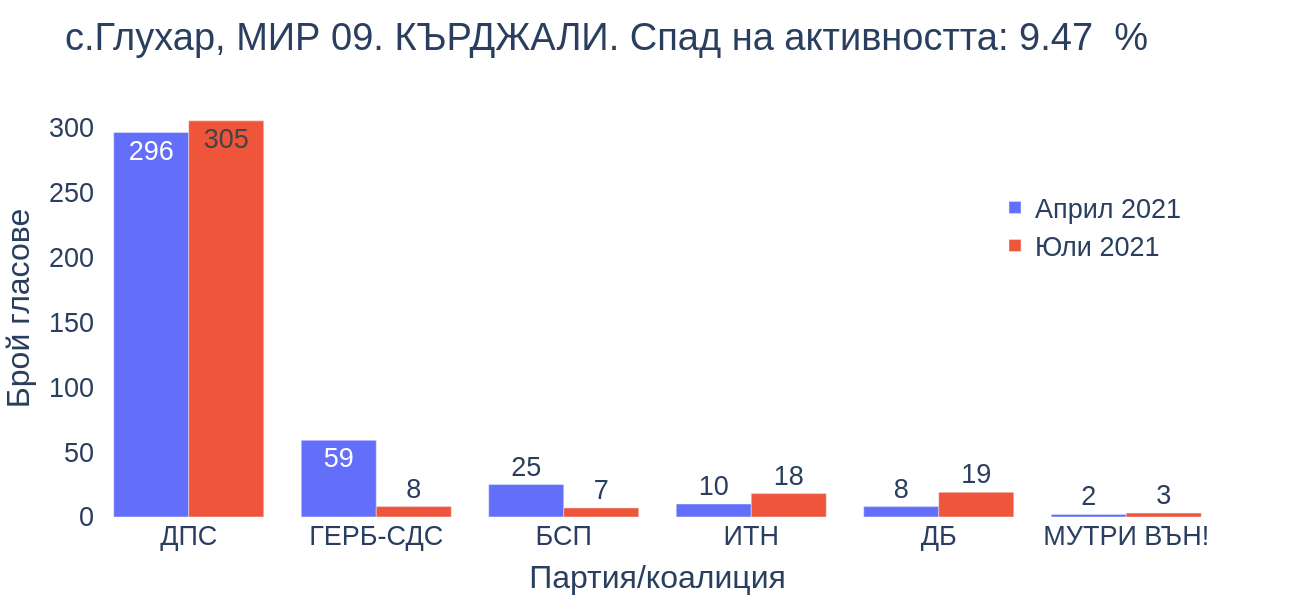 с.Глухар, МИР 09. КЪРДЖАЛИ. Спад на активността: 9.47  %
Брой гласове
300
250
200
150
100
50
0
296
305
59
8
25
7
10
18
8
19
2
3
Април 2021
Юли 2021
ДПС
ГЕРБ-СДС
БСП
ИТН
ДБ
МУТРИ ВЪН!
Партия/коалиция